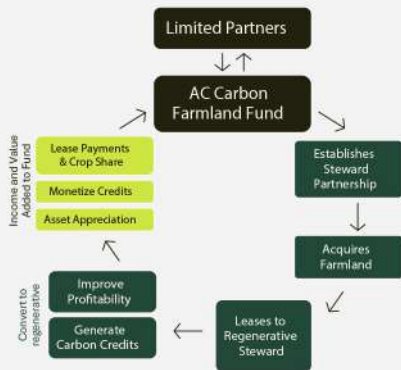 Limited Partners
AC Carbon
Farmland Fund
Income and Value
Added to Fund
Lease Payments
& Crop Share
Monetize Credits
Asset Appreciation
Establishes
Steward
Partnership
Acquires
Farmland
Leases to
Regenerative
Steward
Convert to
regenerative
Improve
Profitability
Generate
Carbon Credits